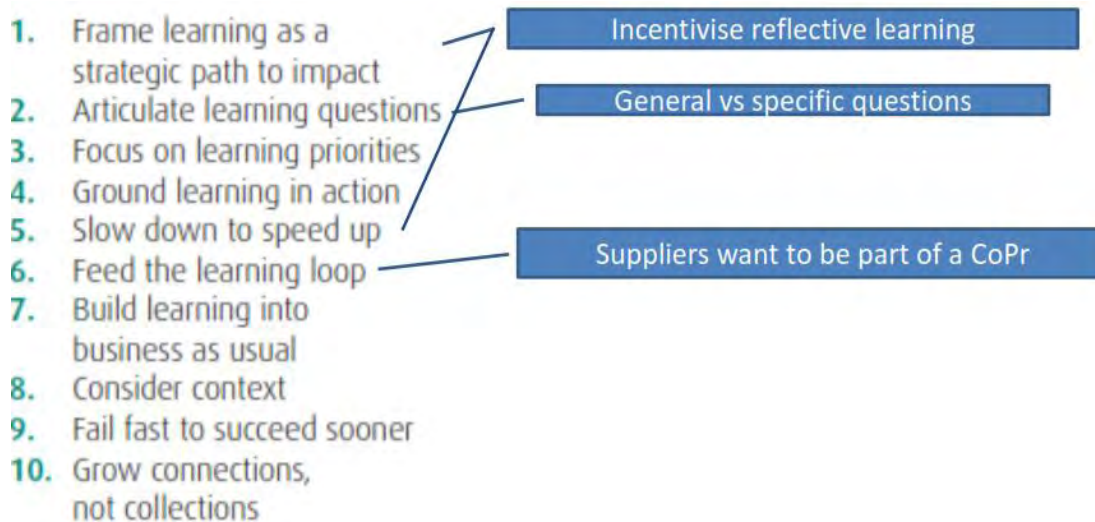 1. Frame learning as a
strategic path to impact
2. Articulate learning questions
3. Focus on learning priorities
4. Ground learning in action
5. Slow down to speed up
6. Feed the learning loop
7. Build learning into
business as usual
8. Consider context
9. Fail fast to succeed sooner
10. Grow connections,
not collections
Incentivise reflective learning
General vs specific questions
Suppliers want to be part of a CoPr